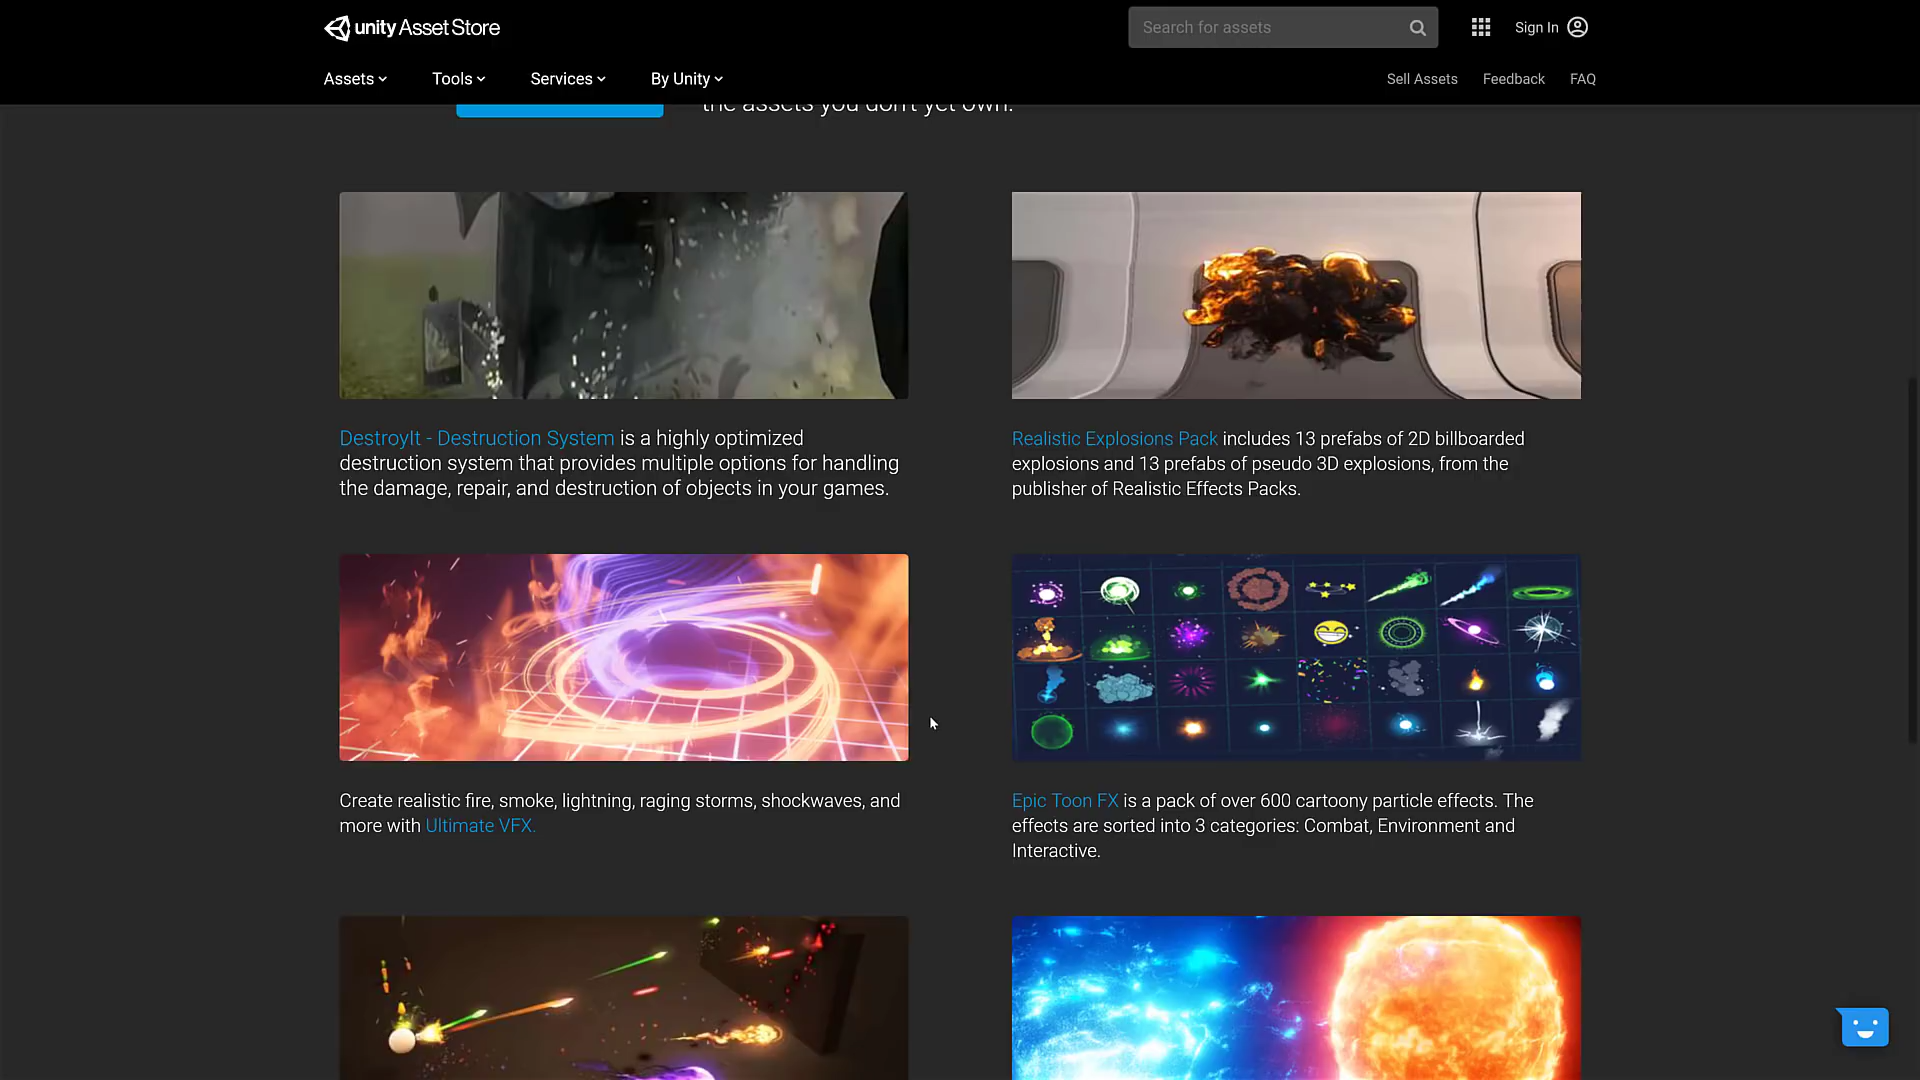 unity Asset Store
Search for assets
Sign In
Assets
Tools
Services
By Unity
Sell Assets
Feedback
FAQ
the assets you don't yet own.
DestroyIt - Destruction System is a highly optimized
destruction system that provides multiple options for handling
the damage, repair, and destruction of objects in your games.
Realistic Explosions Pack includes 13 prefabs of 2D billboarded
explosions and 13 prefabs of pseudo 3D explosions, from the
publisher of Realistic Effects Packs.
Create realistic fire, smoke, lightning, raging storms, shockwaves, and
more with Ultimate VFX.
Epic Toon FX is a pack of over 600 cartoony particle effects. The
effects are sorted into 3 categories: Combat, Environment and
Interactive.